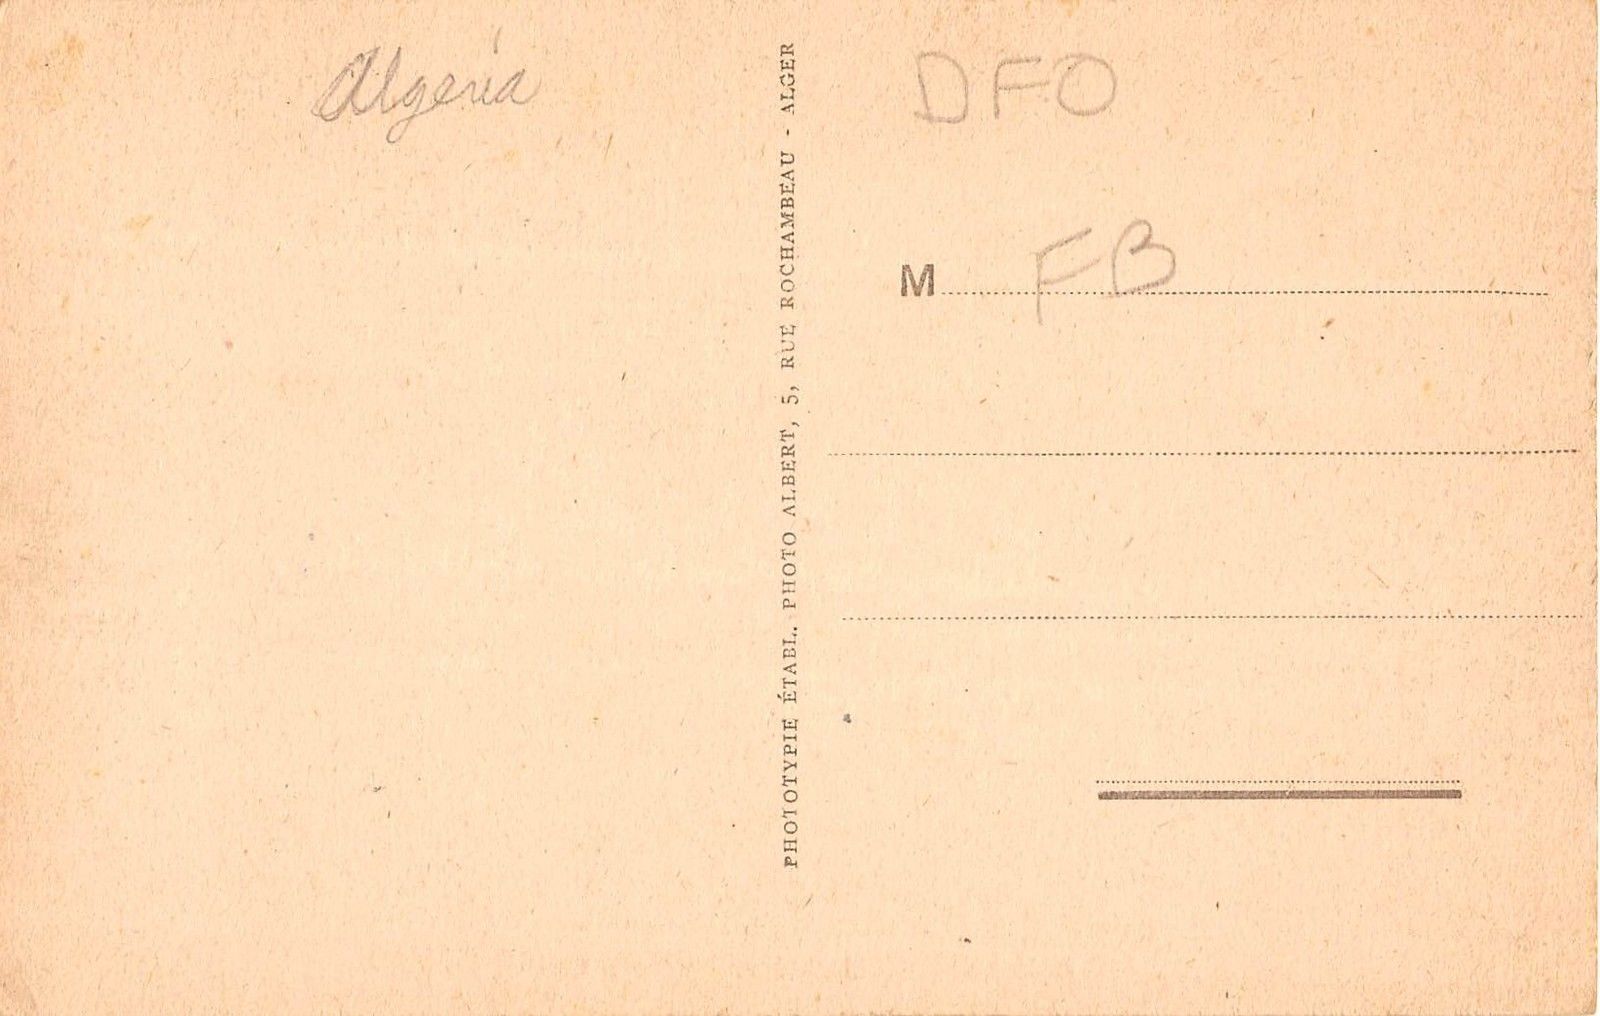 Algeria
PHOTOTYPIE ÉTABL. PHOTO ALBERT, 5, RUE ROCHAMBEAU - ALGER
DFO
M
FB